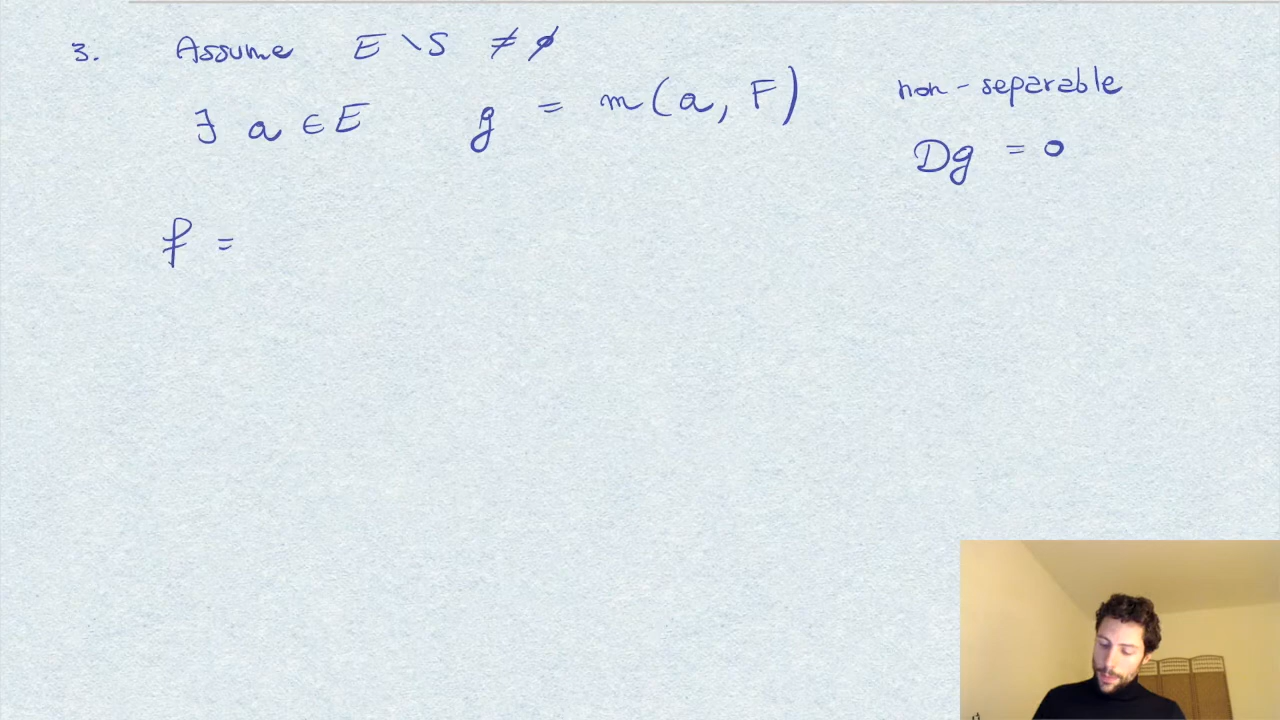 3. Assume E \ S ≠ ∅
∃ a ∈ E g = m(a, F) non-separable
Dg = 0
f =